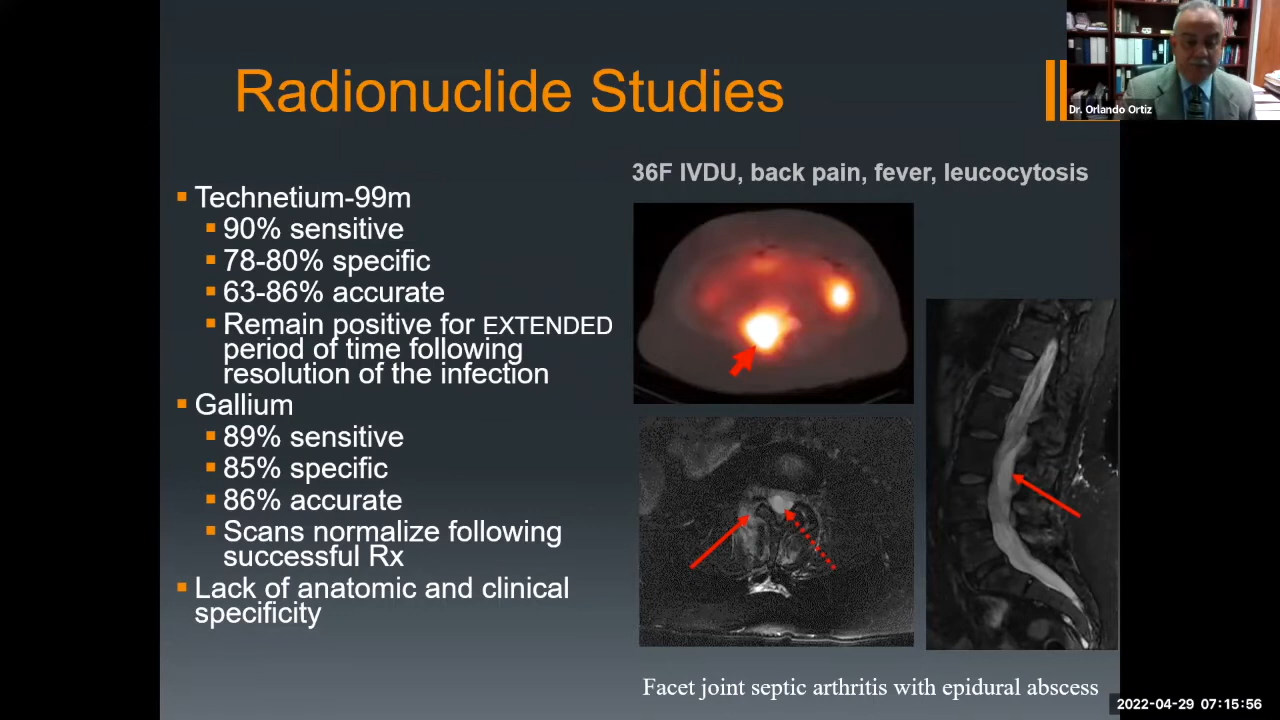 Radionuclide Studies
Dr. Orlando Ortiz
36F IVDU, back pain, fever, leucocytosis
Technetium-99m
90% sensitive
78-80% specific
63-86% accurate
Remain positive for EXTENDED
period of time following
resolution of the infection
Gallium
89% sensitive
85% specific
86% accurate
Scans normalize following
successful Rx
Lack of anatomic and clinical
specificity
Facet joint septic arthritis with epidural abscess
2022-04-29 07:15:56